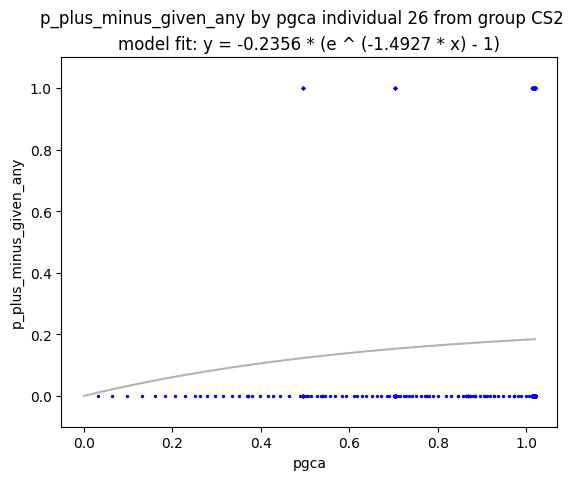 p_plus_minus_given_any by pgca individual 26 from group CS2
model fit: y = -0.2356 * (e ^ (-1.4927 * x) - 1)
1.0
0.8
0.6
0.4
0.2
0.0
p_plus_minus_given_any
0.0 0.2 0.4 0.6 0.8 1.0
pgca